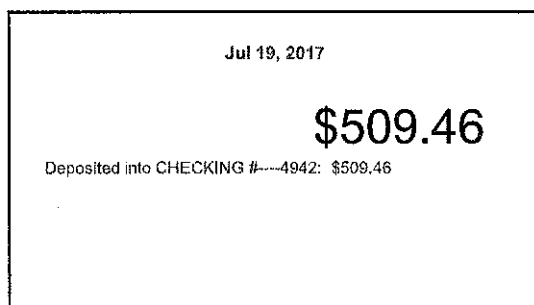 Jul 19, 2017
$509.46
Deposited into CHECKING #----4942: $509.46